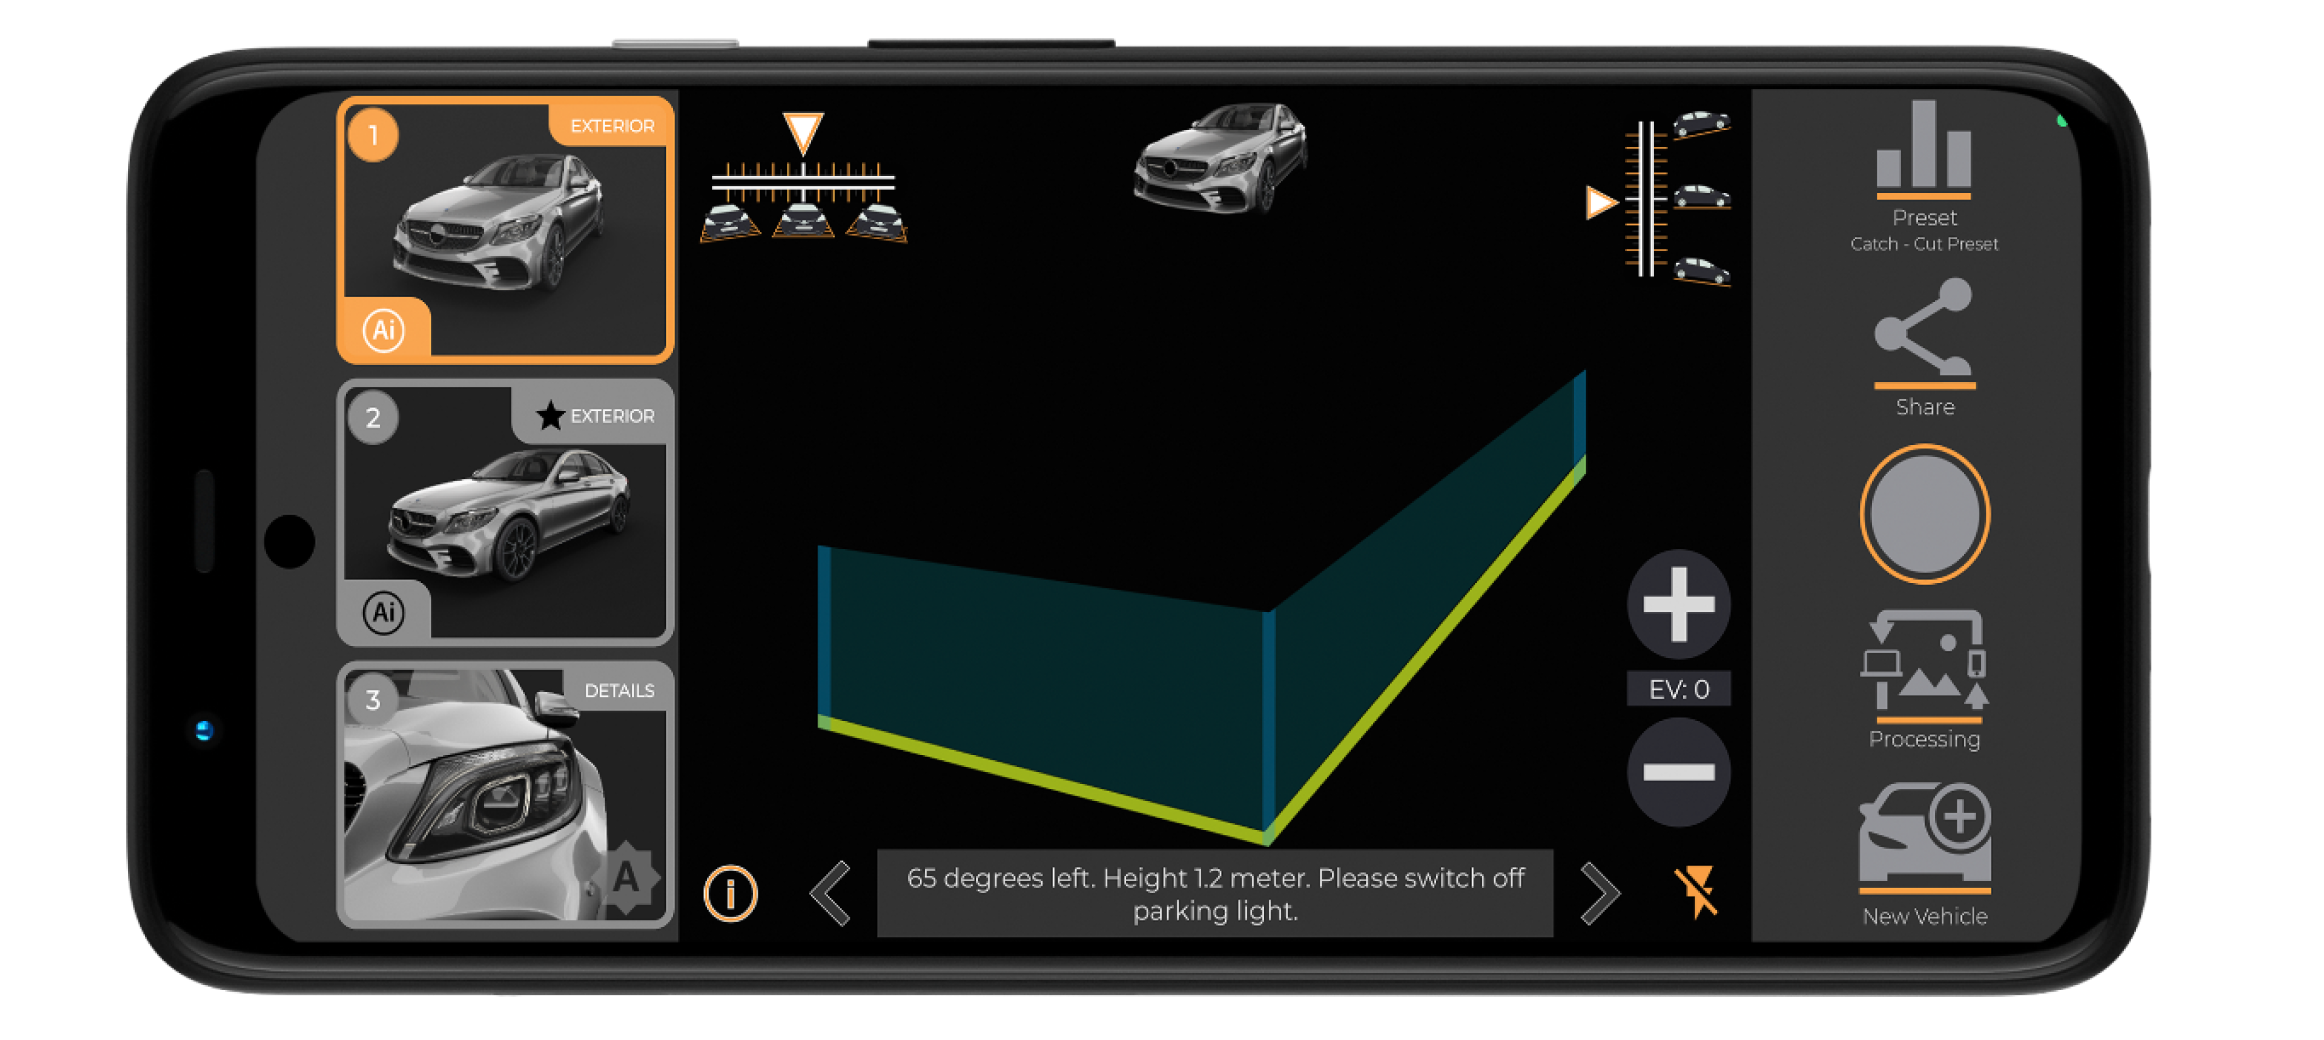 1
EXTERIOR
Ai
2
EXTERIOR
Ai
3
DETAILS
A
65 degrees left. Height 1.2 meter. Please switch off
parking light.
i
EV: 0
Preset
Catch - Cut Preset
Share
Processing
New Vehicle